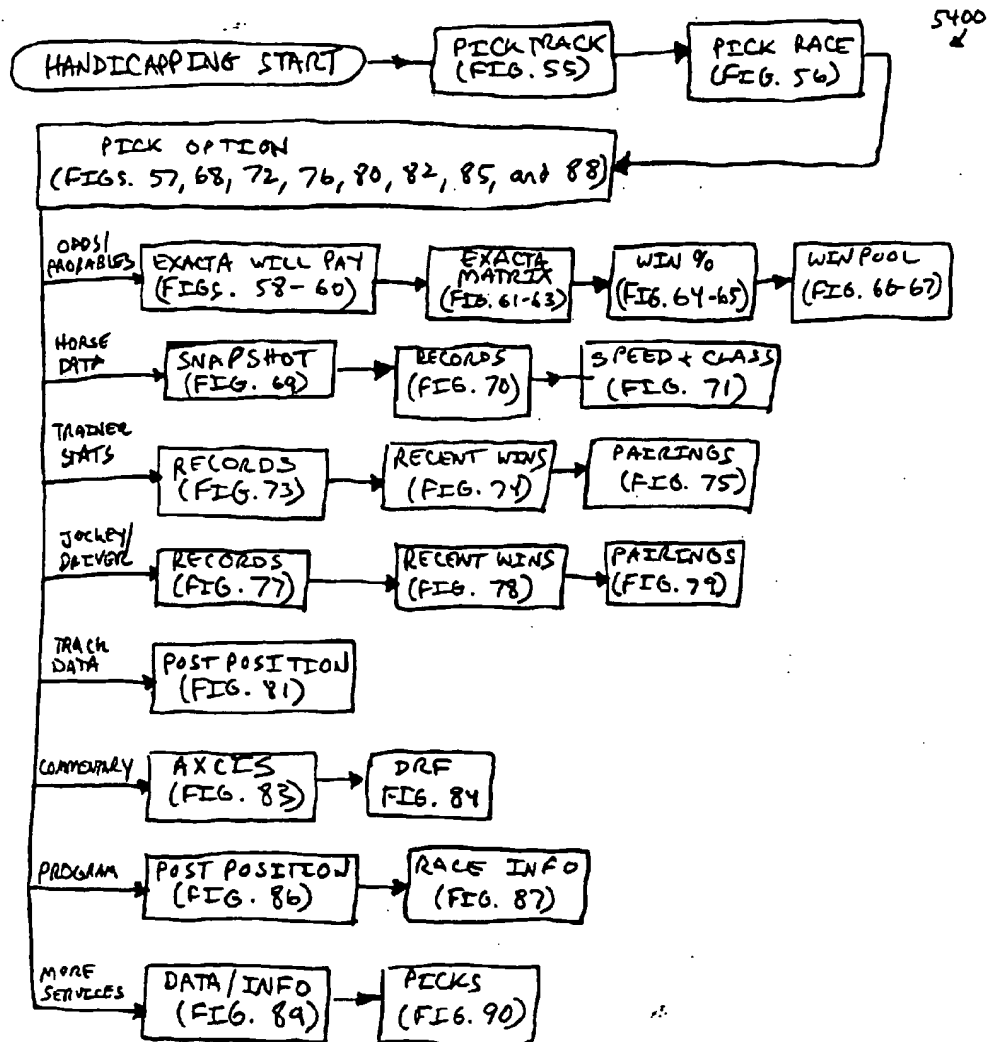 5400
HANDICAPPING START
PICK TRACK
(FIG. 55)
PICK RACE
(FIG. 56)
PICK OPTION
(FIGS. 57, 68, 72, 76, 80, 82, 85, and 88)
ODDS/
PROBABLES
EXACTA WILL PAY
(FIGS. 58-60)
EXACTA
MATRIX
(FIG. 61-63)
WIN %
(FIG. 64-65)
WIN POOL
(FIG. 66-67)
HORSE
DATA
SNAPSHOT
(FIG. 69)
RECORDS
(FIG. 70)
SPEED + CLASS
(FIG. 71)
TRAINER
STATS
RECORDS
(FIG. 73)
RECENT WINS
(FIG. 74)
PAIRINGS
(FIG. 75)
JOCKEY/
DRIVER
RECORDS
(FIG. 77)
RECENT WINS
(FIG. 78)
PAIRINGS
(FIG. 79)
TRACK
DATA
POST POSITION
(FIG. 81)
COMMENTARY
AXCIS
(FIG. 83)
DRF
FIG. 84
PROGRAM
POST POSITION
(FIG. 86)
RACE INFO
(FIG. 87)
MORE
SERVICES
DATA/INFO
(FIG. 89)
PICKS
(FIG. 90)